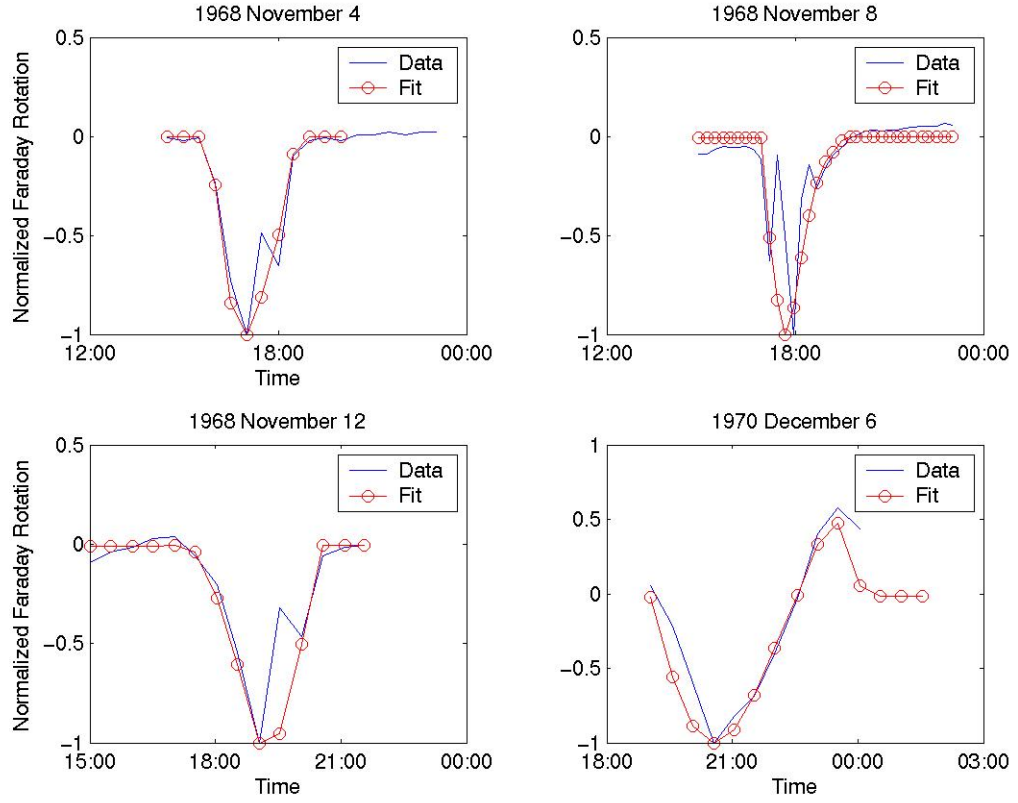 1968 November 4
0.5
0
−0.5
−1
Normalized Faraday Rotation
Data
Fit
12:00
18:00
00:00
Time
1968 November 8
0.5
0
−0.5
−1
Data
Fit
12:00
18:00
00:00
1968 November 12
0.5
0
−0.5
−1
Normalized Faraday Rotation
Data
Fit
15:00
18:00
21:00
00:00
Time
1970 December 6
1
0.5
0
−0.5
−1
Data
Fit
18:00
21:00
00:00
03:00
Time